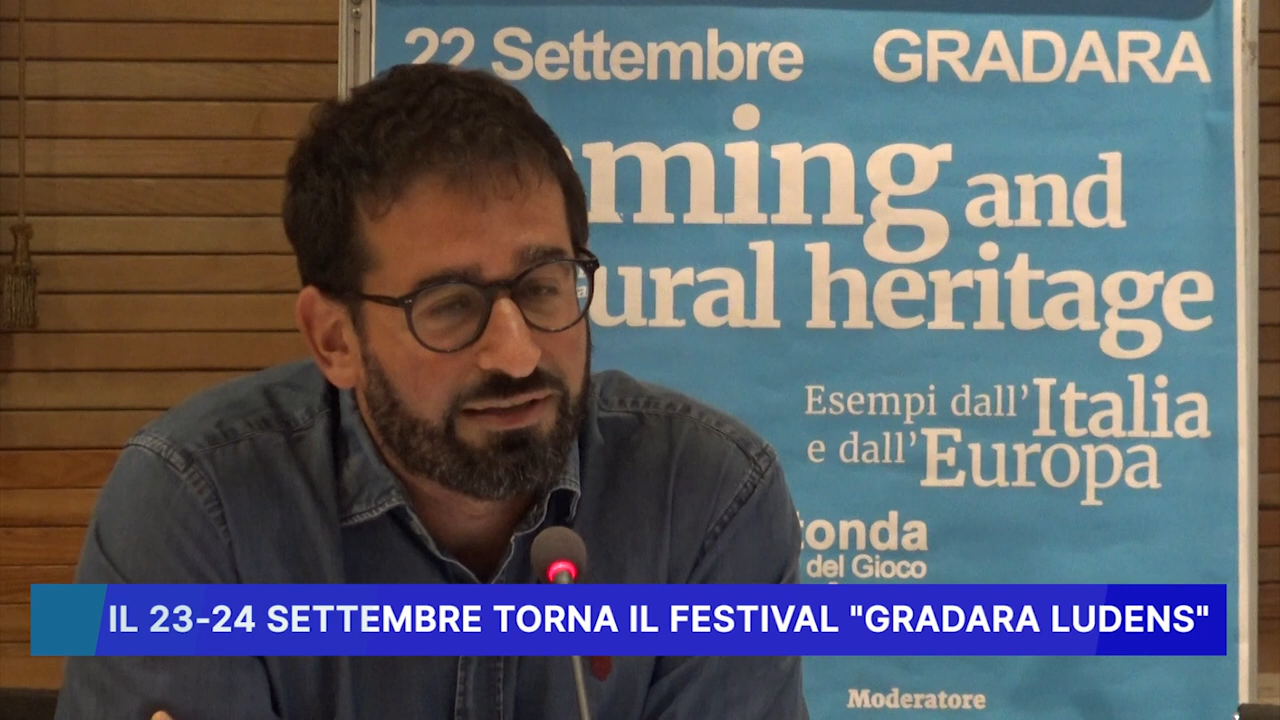 22 Settembre GRADARA
ming and
ural heritage
Esempi dall'Italia
e dall'Europa
tonda
del Gioco
IL 23-24 SETTEMBRE TORNA IL FESTIVAL "GRADARA LUDENS"
Moderatore